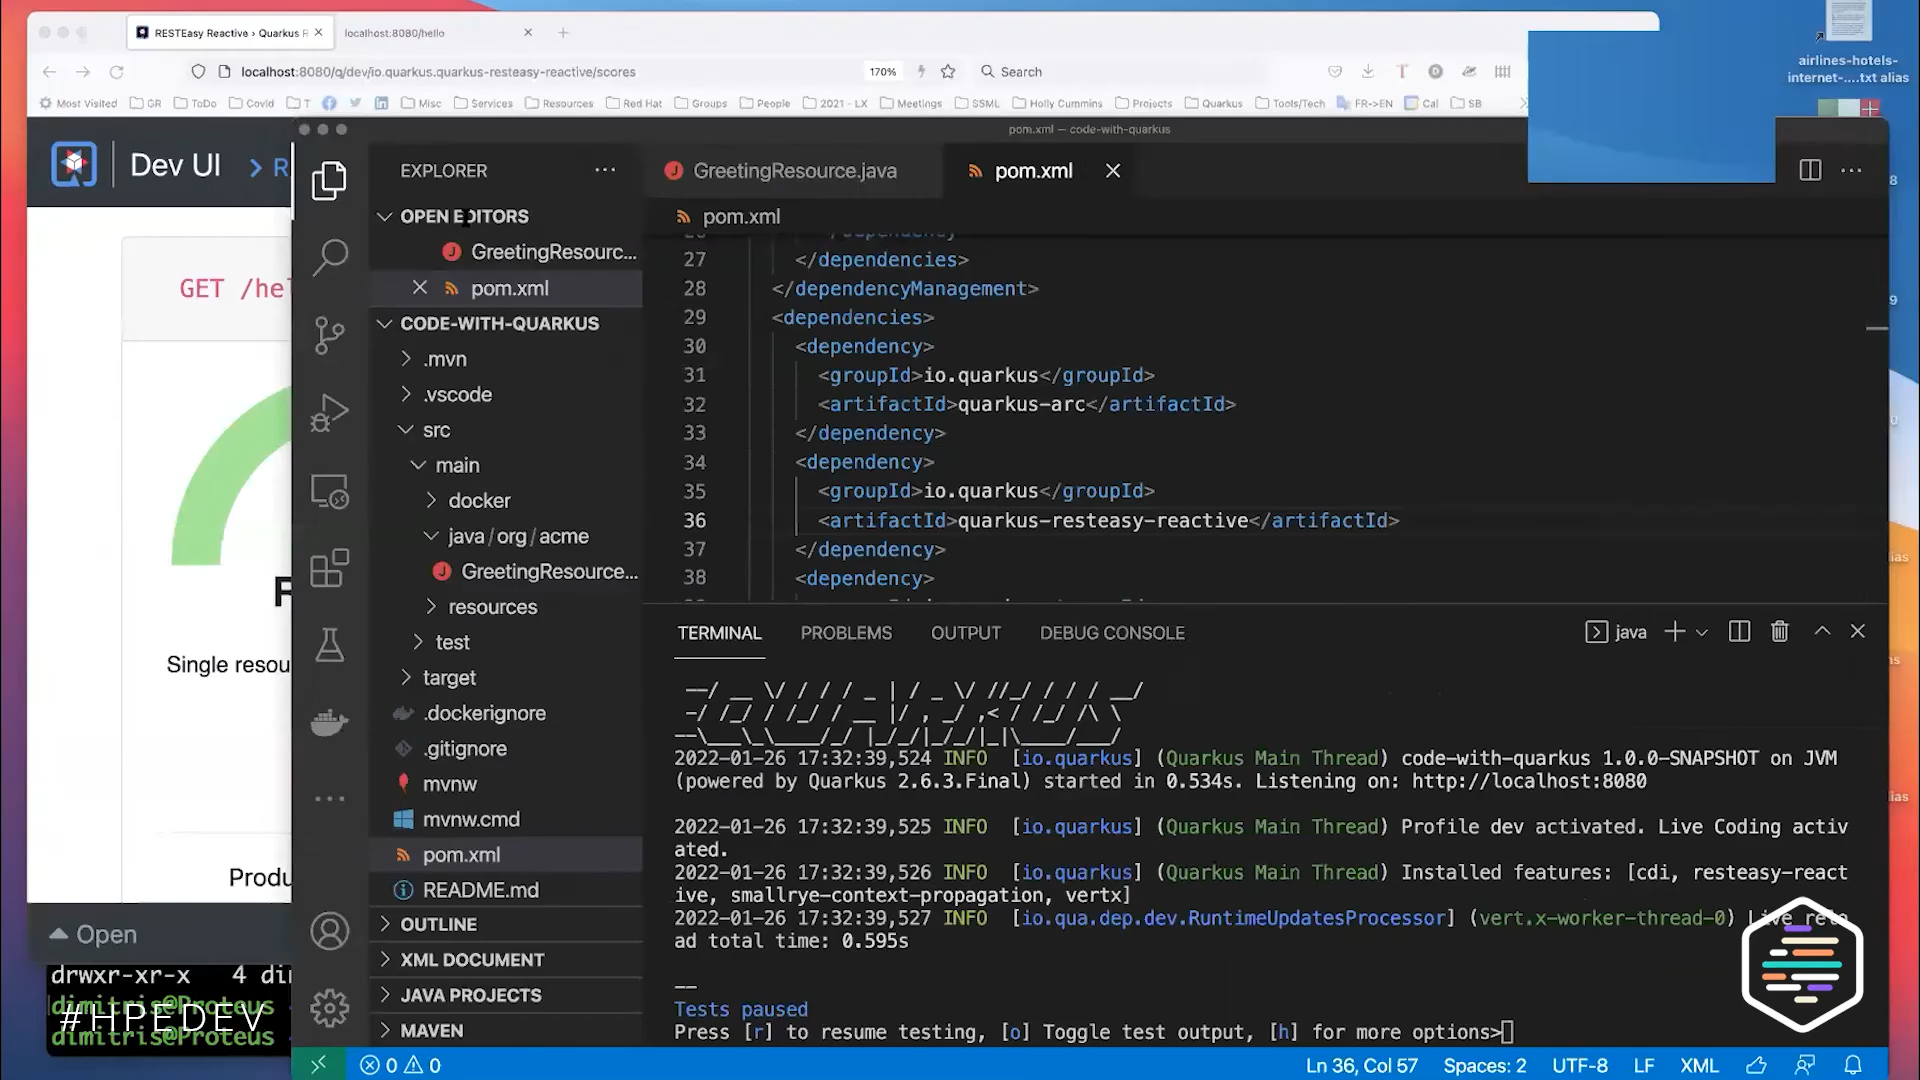 RESTEasy Reactive › Quarkus R
localhost:8080/hello
localhost:8080/q/dev/io.quarkus.quarkus-resteasy-reactive/scores
170%
Search
Most Visited
GR
ToDo
Covid
T
Misc
Services
Resources
Red Hat
Groups
People
2021 - LX
Meetings
SSML
Holly Cummins
Projects
Quarkus
Tools/Tech
FR->EN
Cal
SB
airlines-hotels-
internet-....txt alias
pom.xml — code-with-quarkus
Dev UI
R
GET /hel
Single resou
Produ
Open
drwxr-xr-x 4 di
dimitris@Proteus
dimitris@Proteus
#HPEDEV
EXPLORER
OPEN EDITORS
GreetingResourc...
pom.xml
CODE-WITH-QUARKUS
.mvn
.vscode
src
main
docker
java/org/acme
GreetingResource...
resources
test
target
.dockerignore
.gitignore
mvnw
mvnw.cmd
pom.xml
README.md
OUTLINE
XML DOCUMENT
JAVA PROJECTS
MAVEN
GreetingResource.java
pom.xml
pom.xml
27 </dependencies>
28 </dependencyManagement>
29 <dependencies>
30 <dependency>
31 <groupId>io.quarkus</groupId>
32 <artifactId>quarkus-arc</artifactId>
33 </dependency>
34 <dependency>
35 <groupId>io.quarkus</groupId>
36 <artifactId>quarkus-resteasy-reactive</artifactId>
37 </dependency>
38 <dependency>
TERMINAL
PROBLEMS
OUTPUT
DEBUG CONSOLE
java
2022-01-26 17:32:39,524 INFO [io.quarkus] (Quarkus Main Thread) code-with-quarkus 1.0.0-SNAPSHOT on JVM
(powered by Quarkus 2.6.3.Final) started in 0.534s. Listening on: http://localhost:8080
2022-01-26 17:32:39,525 INFO [io.quarkus] (Quarkus Main Thread) Profile dev activated. Live Coding activ
ated.
2022-01-26 17:32:39,526 INFO [io.quarkus] (Quarkus Main Thread) Installed features: [cdi, resteasy-react
ive, smallrye-context-propagation, vertx]
2022-01-26 17:32:39,527 INFO [io.qua.dep.dev.RuntimeUpdatesProcessor] (vert.x-worker-thread-0) Live relo
ad total time: 0.595s
--
Tests paused
Press [r] to resume testing, [o] Toggle test output, [h] for more options>
0 0
Ln 36, Col 57
Spaces: 2
UTF-8
LF
XML